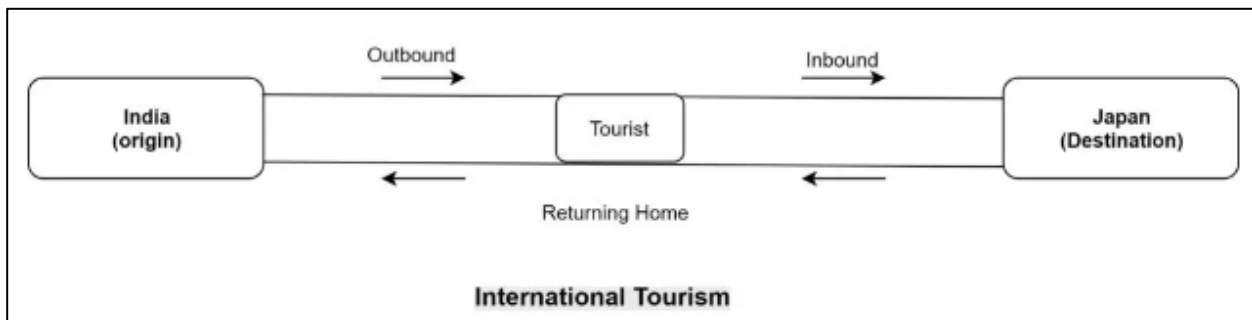 Outbound
Inbound
India
(origin)
Tourist
Japan
(Destination)
Returning Home
International Tourism